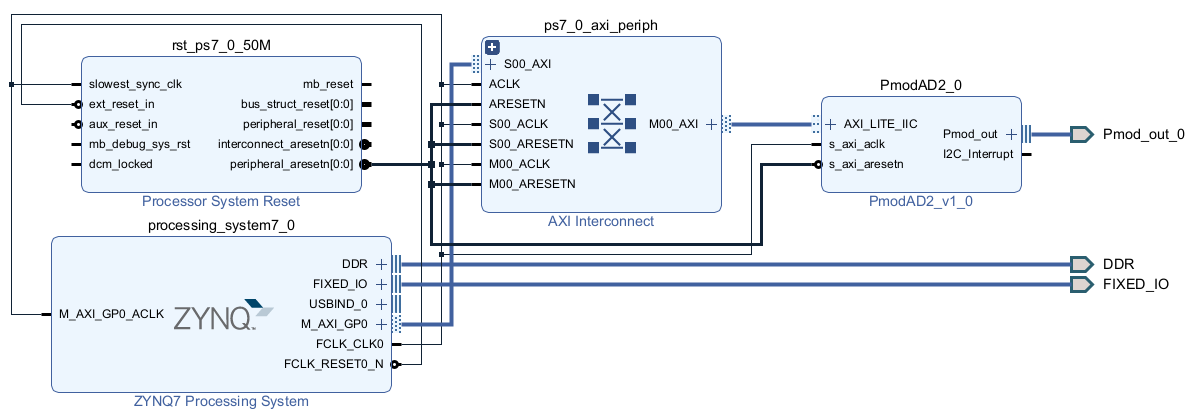 rst_ps7_0_50M
slowest_sync_clk
ext_reset_in
aux_reset_in
mb_debug_sys_rst
dcm_locked
mb_reset
bus_struct_reset[0:0]
peripheral_reset[0:0]
interconnect_aresetn[0:0]
peripheral_aresetn[0:0]
Processor System Reset
ps7_0_axi_periph
S00_AXI
ACLK
ARESETN
S00_ACLK
S00_ARESETN
M00_ACLK
M00_ARESETN
M00_AXI
AXI Interconnect
PmodAD2_0
AXI_LITE_IIC
s_axi_aclk
s_axi_aresetn
Pmod_out
I2C_Interrupt
PmodAD2_v1_0
Pmod_out_0
processing_system7_0
M_AXI_GP0_ACLK
ZYNQ
DDR
FIXED_IO
USBIND_0
M_AXI_GP0
FCLK_CLK0
FCLK_RESET0_N
ZYNQ7 Processing System
DDR
FIXED_IO